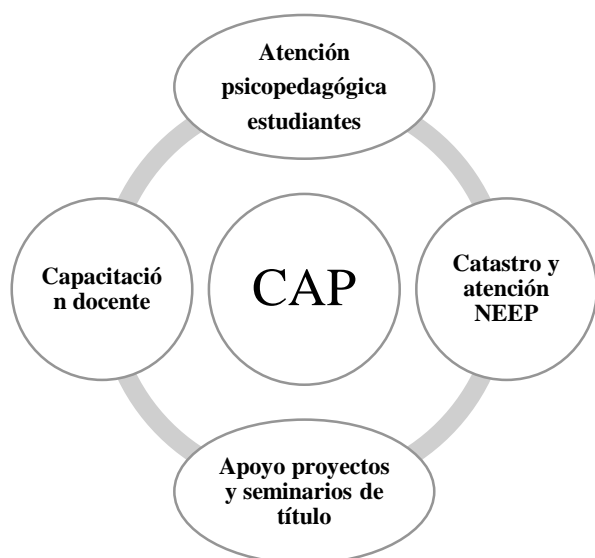 Atención
psicopedagógica
estudiantes
Capacitació
n docente
CAP
Catastro y
atención
NEEP
Apoyo proyectos
y seminarios de
título